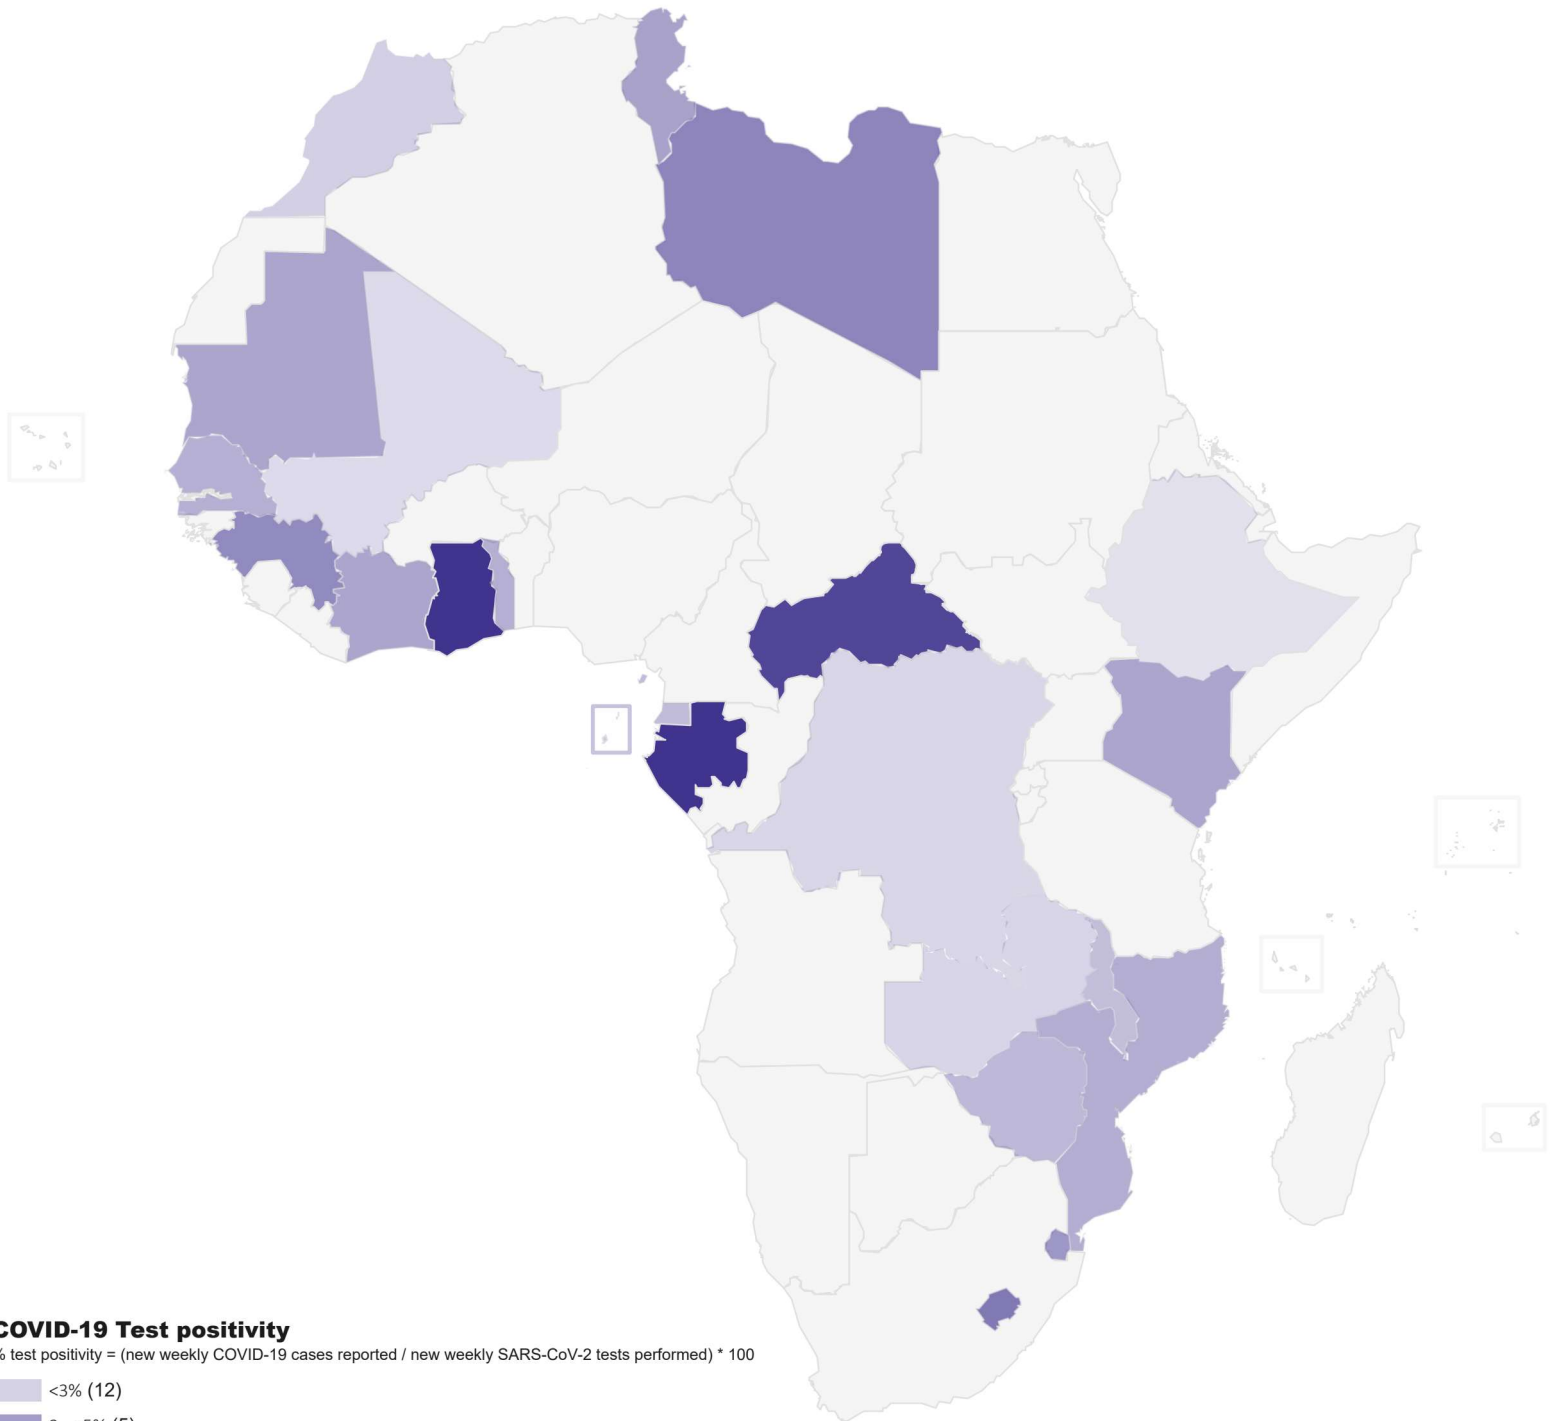 COVID-19 Test positivity
% test positivity = (new weekly COVID-19 cases reported / new weekly SARS-CoV-2 tests performed) * 100
<3% (12)